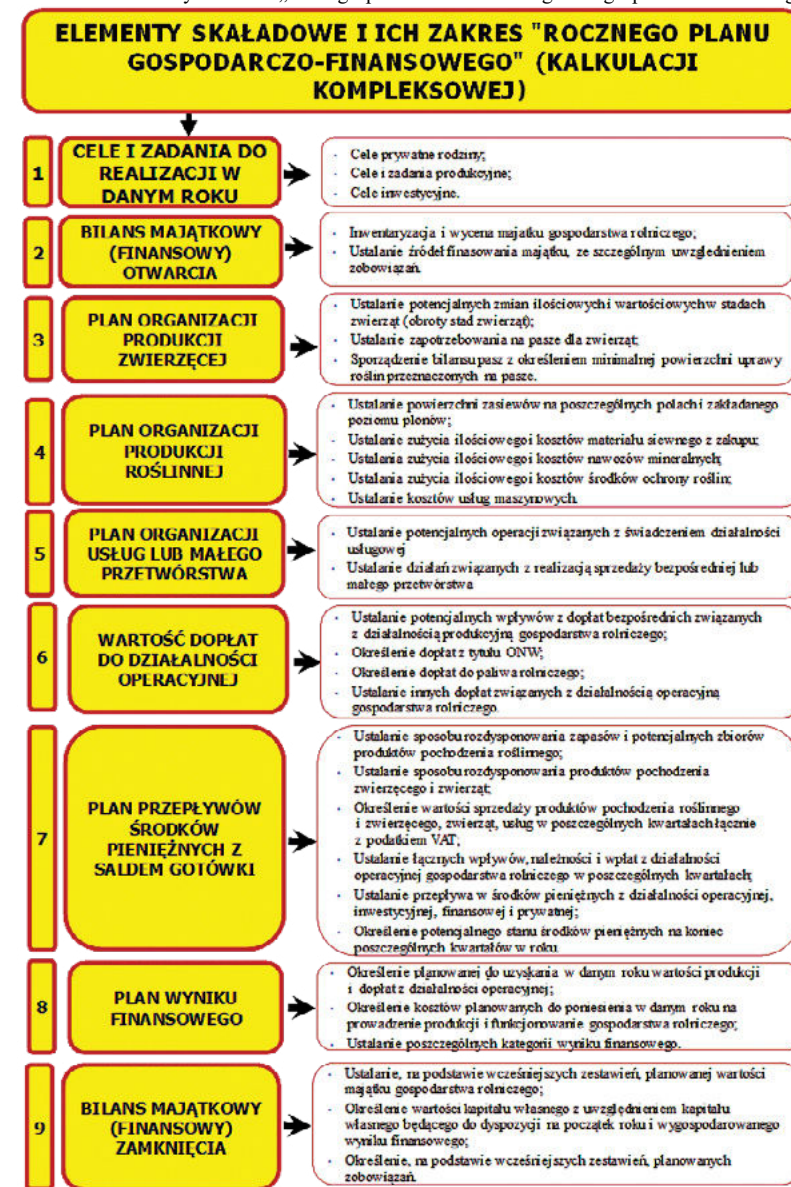 ELEMENTY SKAŁADOWE I ICH ZAKRES "ROCZNEGO PLANU
GOSPODARCZO-FINANSOWEGO" (KALKULACJI
KOMPLEKSOWEJ)
1
CELE I ZADANIA DO
REALIZACJI W
DANYM ROKU
- Cele prywatne rodziny;
- Cele i zadania produkcyjne;
- Cele inwestycyjne.
2
BILANS MAJĄTKOWY
(FINANSOWY)
OTWARCIA
- Inwentaryzacja i wycena majatku gospodarstwa rolniczego;
- Ustalanie źródeł finasowania majątku, ze szczególnym uwzględnieniem
zobowiązań.
3
PLAN ORGANIZACJI
PRODUKCJI
ZWIERZĘCEJ
- Ustalanie potencjalnych zmian ilościowych i wartościowych w stadach
zwierząt (obroty stad zwierząt);
- Ustalanie zapotrzebowania na pasze dla zwierząt;
- Sporządzenie bilansu pasz z określeniem minimalnej powierzchni uprawy
roślin przeznaczonych na pasze.
4
PLAN ORGANIZACJI
PRODUKCJI
ROŚLINNEJ
- Ustalanie powierzchni zasiewów na poszczególnych polach i zakładanego
poziomu plonów;
- Ustalanie zużycia ilościowego i kosztów materiału siewnego z zakupu;
- Ustalania zużycia ilościowego i kosztów nawozów mineralnych;
- Ustalania zużycia ilościowego i kosztów środków ochrony roślin;
- Ustalanie kosztów usług maszynowych.
5
PLAN ORGANIZACJI
USŁUG LUB MAŁEGO
PRZETWÓRSTWA
- Ustalanie potencjalnych operacji związanych z świadczeniem działalności
usługowej
- Ustalanie działań związanych z realizacją sprzedaży bezpośredniej lub
małego przetwórstwa
6
WARTOŚĆ DOPŁAT
DO DZIAŁALNOŚCI
OPERACYJNEJ
- Ustalanie potencjalnych wpływów z dopłat bezpośrednich związanych
z działalnością produkcyjną gospodarstwa rolniczego;
- Określenie dopłat z tytułu ONW;
- Określenie dopłat do paliwa rolniczego;
- Ustalanie innych dopłat związanych z działalnością operacyjną
gospodarstwa rolniczego.
7
PLAN PRZEPŁYWÓW
ŚRODKÓW
PIENIĘŻNYCH Z
SALDEM GOTÓWKI
- Ustalanie sposobu rozdysponowania zapasów i potencjalnych zbiorów
produktów pochodzenia roślinnego;
- Ustalanie sposobu rozdysponowania produktów pochodzenia
zwierzęcego i zwierząt;
- Określenie wartości sprzedaży produktów pochodzenia roślinnego
i zwierzęcego, zwierząt, usług w poszczególnych kwartałach łącznie
z podatkiem VAT;
- Ustalanie łącznych wpływów, należności i wpłat z działalności
operacyjnej gospodarstwa rolniczego w poszczególnych kwartałach;
- Ustalanie przepływa w środków pieniężnych z działalności operacyjnej,
inwestycyjnej, finansowej i prywatnej;
- Określenie potencjalnego stanu środków pieniężnych na koniec
poszczególnych kwartałów w roku.
8
PLAN WYNIKU
FINANSOWEGO
- Określenie planowanej do uzyskania w danym roku wartości produkcji
i dopłat z działalności operacyjnej;
- Określenie kosztów planowanych do poniesienia w danym roku na
prowadzenie produkcji i funkcjonowanie gospodarstwa rolniczego;
- Ustalanie poszczególnych kategorii wyniku finansowego.
9
BILANS MAJĄTKOWY
(FINANSOWY)
ZAMKNIĘCIA
- Ustalanie, na podstawie wcześniejszych zestawień, planowanej wartości
majątku gospodarstwa rolniczego;
- Określenie wartości kapitału własnego z uwzględnieniem kapitału
własnego będącego do dyspozycji na początek roku i wygospodarowanego
wyniku finansowego;
- Określenie, na podstawie wcześniejszych zestawień, planowanych
zobowiązań.